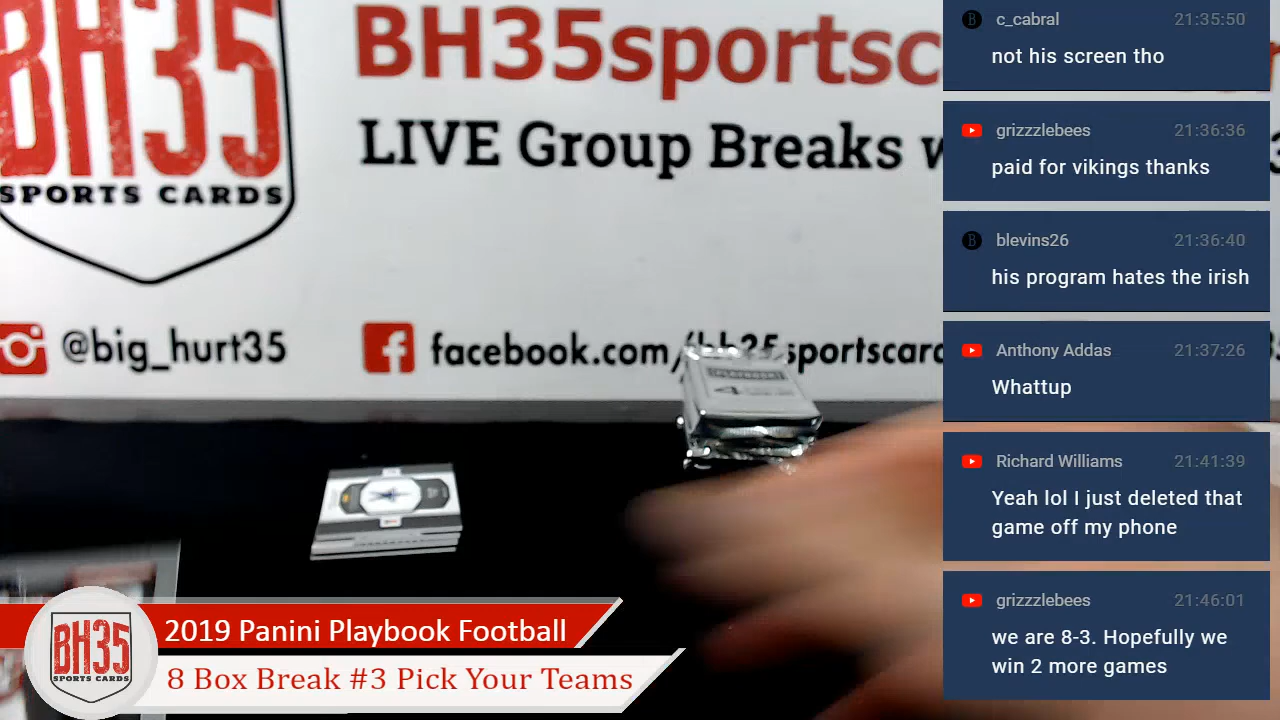 BH35
SPORTS CARDS
BH35sportsc
LIVE Group Breaks w
@big_hurt35
facebook.com/bh35sportscard
PLAYBOOK
4
c_cabral 21:35:50
not his screen tho
grizzzlebees 21:36:36
paid for vikings thanks
blevins26 21:36:40
his program hates the irish
Anthony Addas 21:37:26
Whattup
Richard Williams 21:41:39
Yeah lol I just deleted that
game off my phone
grizzzlebees 21:46:01
we are 8-3. Hopefully we
win 2 more games
BH35
SPORTS CARDS
2019 Panini Playbook Football
8 Box Break #3 Pick Your Teams